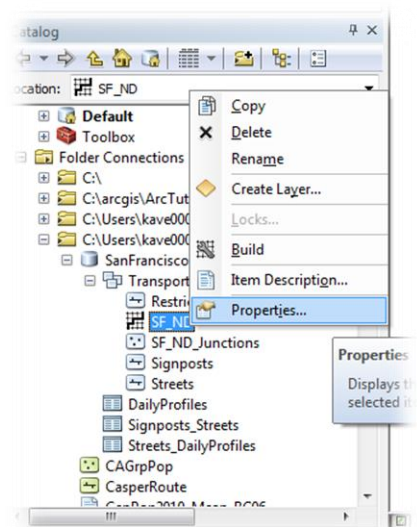 atalog
ocation: SF_ND
Default
Toolbox
Folder Connections
C:\
C:\arcgis\ArcTut
C:\Users\kave000
C:\Users\kave000
SanFrancisco
Transport
Restri
SF_ND
SF_ND_Junctions
Signposts
Streets
DailyProfiles
Signposts_Streets
Streets_DailyProfiles
CAGrpPop
CasperRoute
Copy
Delete
Rename
Create Layer...
Locks...
Build
Item Description...
Properties...
Properties
Displays th
selected it